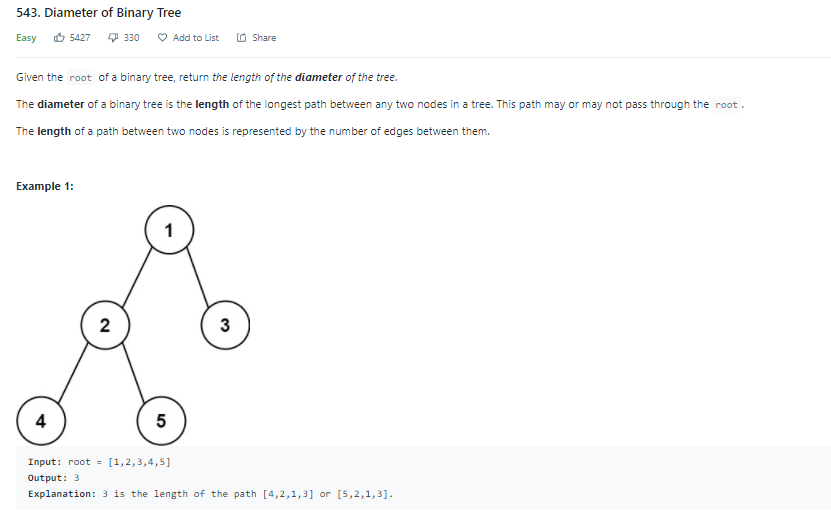 543. Diameter of Binary Tree
Easy 5427 330 Add to List Share
Given the root of a binary tree, return the length of the diameter of the tree.
The diameter of a binary tree is the length of the longest path between any two nodes in a tree. This path may or may not pass through the root.
The length of a path between two nodes is represented by the number of edges between them.
Example 1:
1
2 3
4 5
Input: root = [1,2,3,4,5]
Output: 3
Explanation: 3 is the length of the path [4,2,1,3] or [5,2,1,3].